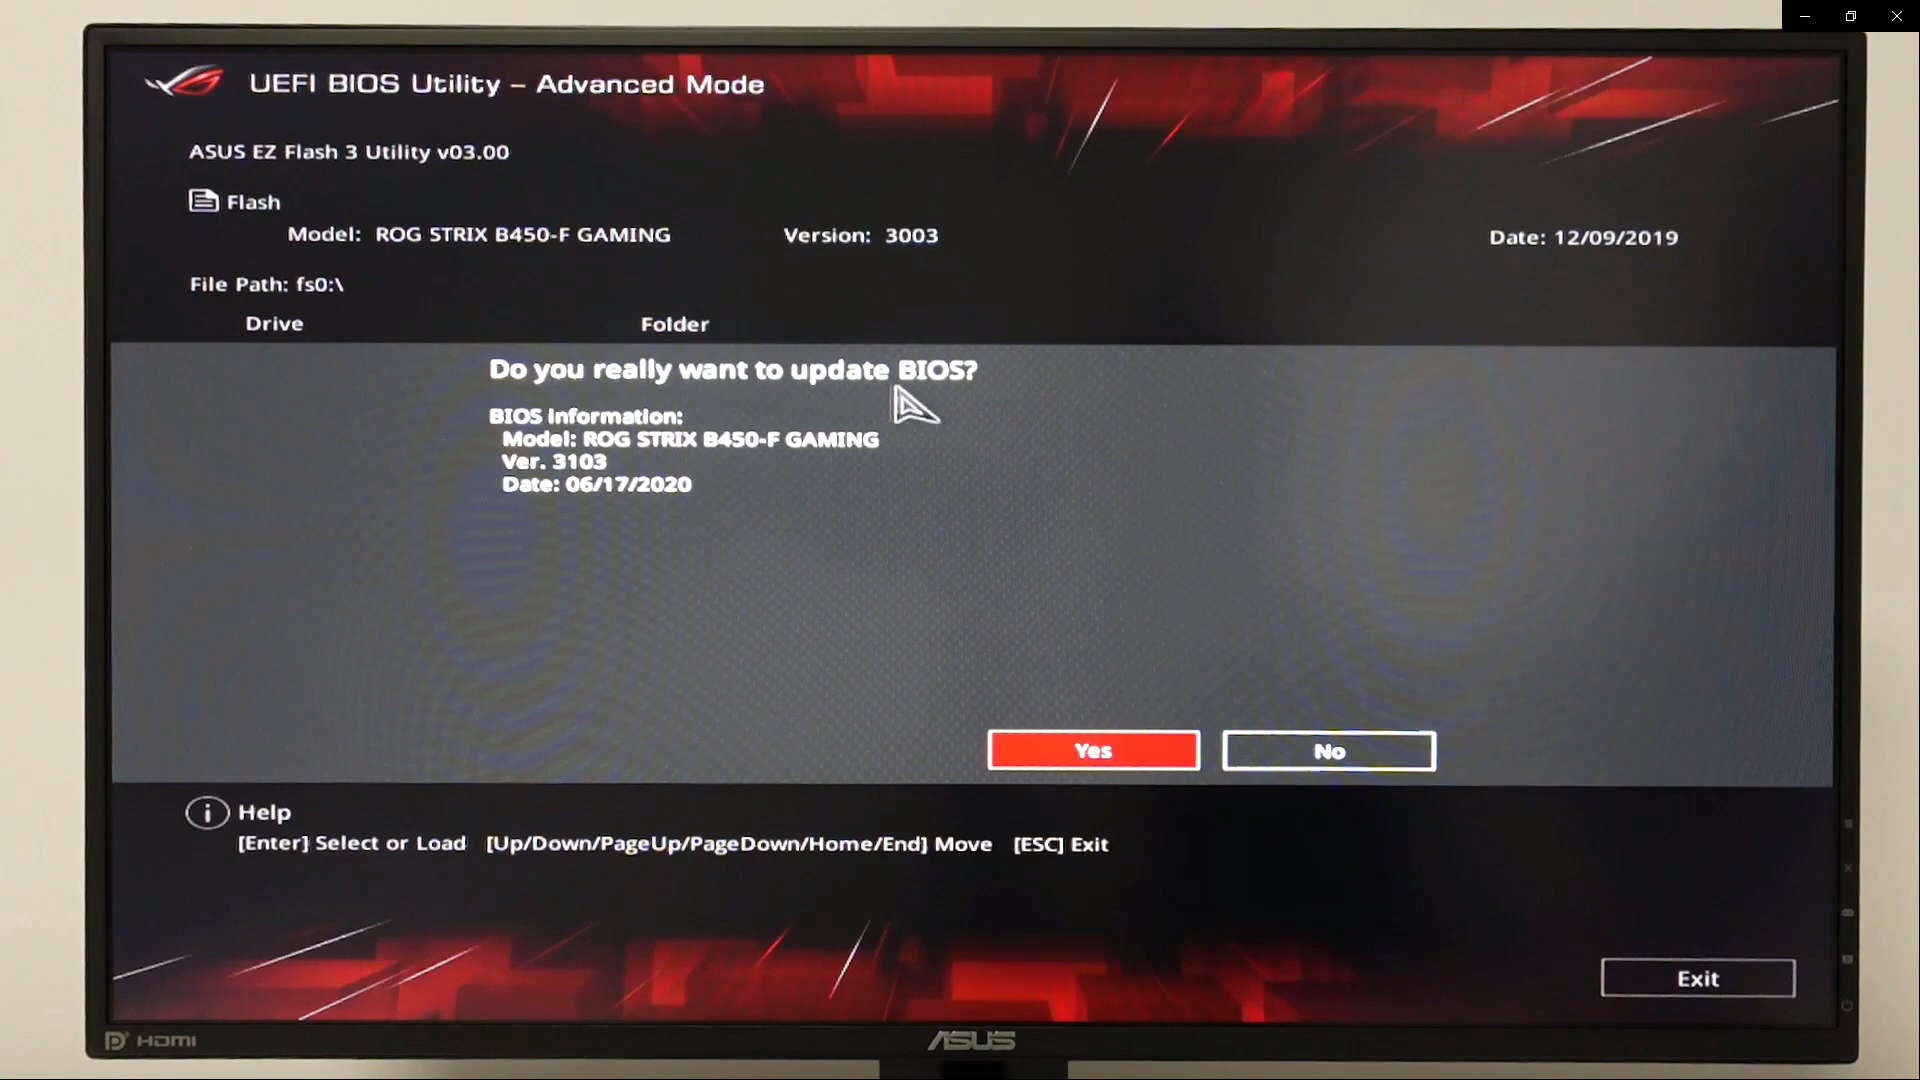 UEFI BIOS Utility – Advanced Mode
ASUS EZ Flash 3 Utility v03.00
Flash
Model: ROG STRIX B450-F GAMING Version: 3003 Date: 12/09/2019
File Path: fs0:\
Drive Folder
Do you really want to update BIOS?
BIOS information:
Model: ROG STRIX B450-F GAMING
Ver. 3103
Date: 06/17/2020
Yes No
Help
[Enter] Select or Load [Up/Down/PageUp/PageDown/Home/End] Move [ESC] Exit
Exit
HDMI ASUS